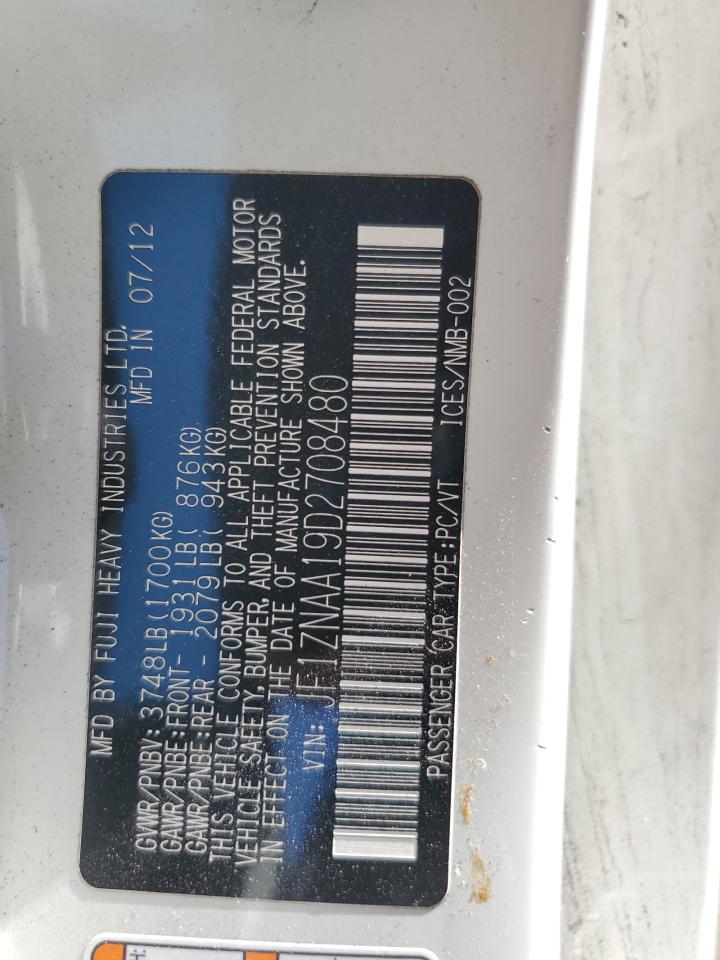 MFD BY FUJI HEAVY INDUSTRIES LTD.
MFD IN 07/12
GVWR/PNBV: 3748LB(1700KG)
GAWR/PNBE:FRONT- 1931LB( 876KG)
GAWR/PNBE:REAR - 2079LB( 943KG)
THIS VEHICLE CONFORMS TO ALL APPLICABLE FEDERAL MOTOR
VEHICLE SAFETY, BUMPER, AND THEFT PREVENTION STANDARDS
IN EFFECT ON THE DATE OF MANUFACTURE SHOWN ABOVE.
VIN: JF1ZNAA19D2708480
PASSENGER CAR TYPE:PC/VT ICES/NMB-002